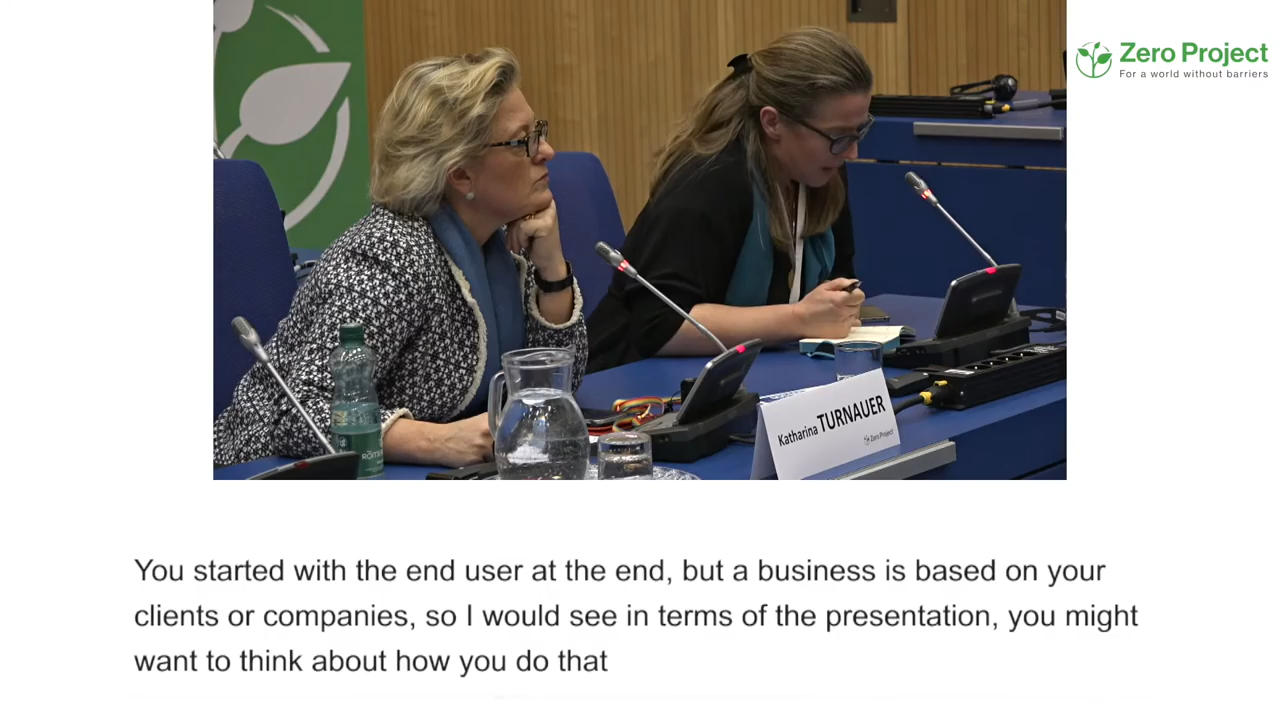 Zero Project
For a world without barriers
Katharina TURNAUER
Zero Project
RÖMER
You started with the end user at the end, but a business is based on your
clients or companies, so I would see in terms of the presentation, you might
want to think about how you do that